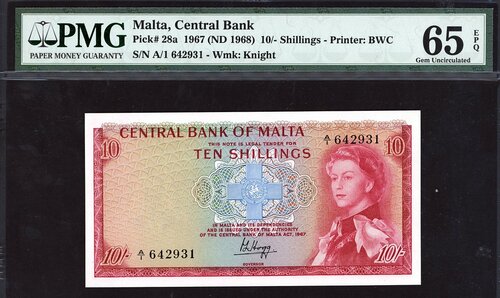 PMG
PAPER MONEY GUARANTY
Malta, Central Bank
Pick# 28a 1967 (ND 1968) 10/- Shillings - Printer: BWC
S/N A/1 642931 - Wmk: Knight
65 EPQ
Gem Uncirculated
CENTRAL BANK OF MALTA
10
THIS NOTE IS LEGAL TENDER FOR
A/1 642931
10
TEN SHILLINGS
IN MALTA AND ITS DEPENDENCIES
AND IS ISSUED UNDER THE AUTHORITY
OF THE CENTRAL BANK OF MALTA ACT, 1967.
10/-
A/1 642931
GOVERNOR
10/-